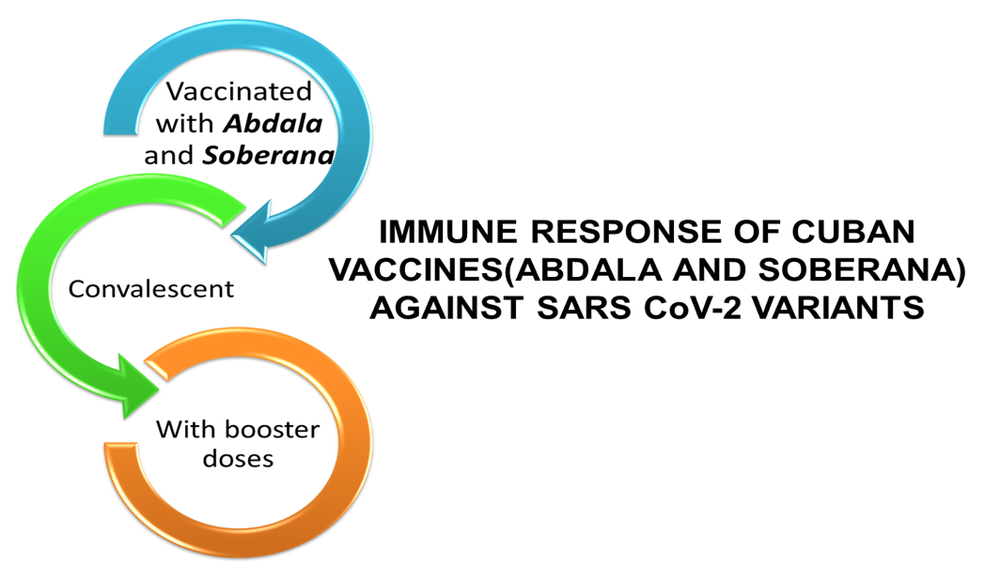 Vaccinated
with Abdala
and Soberana
Convalescent
With booster
doses
IMMUNE RESPONSE OF CUBAN
VACCINES(ABDALA AND SOBERANA)
AGAINST SARS CoV-2 VARIANTS